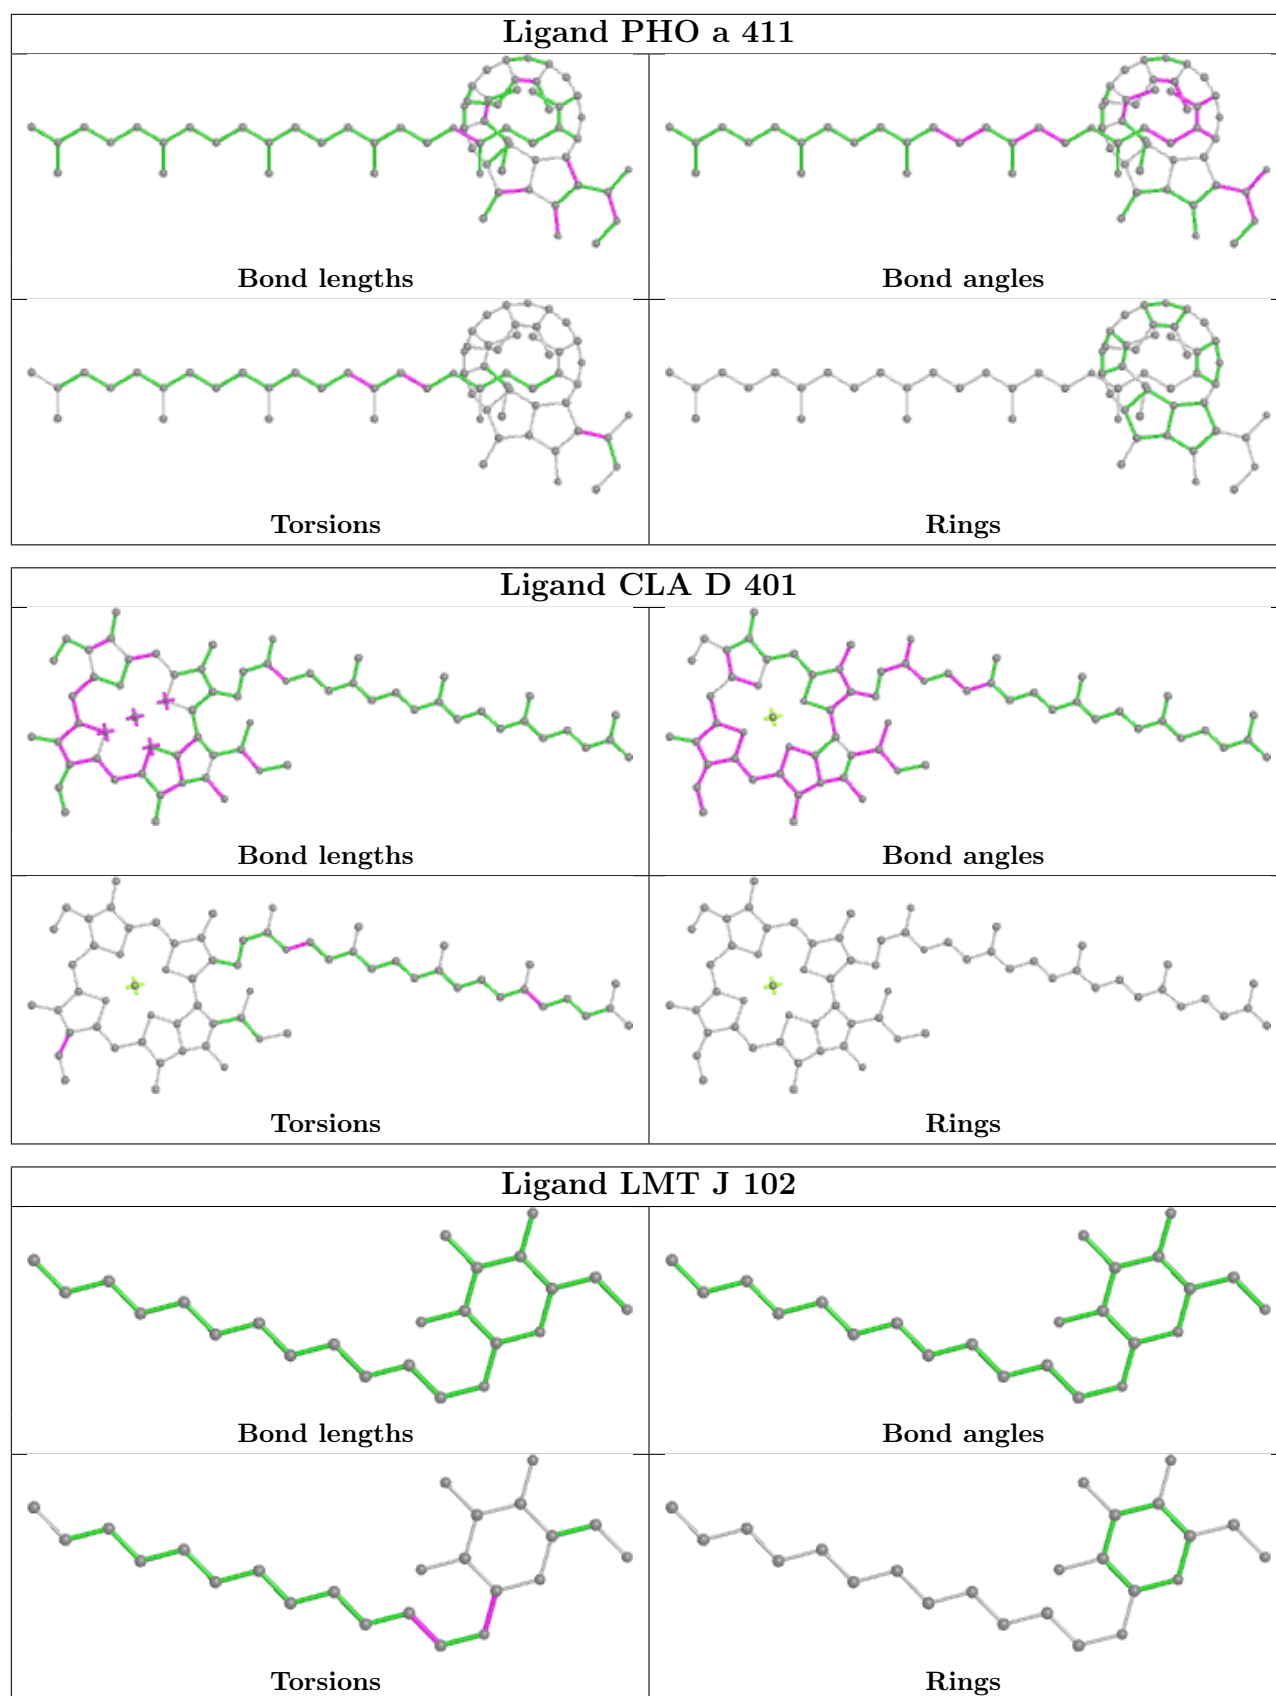 Ligand PHO a 411
Bond lengths
Bond angles
Torsions
Rings
Ligand CLA D 401
Bond lengths
Bond angles
Torsions
Rings
Ligand LMT J 102
Bond lengths
Bond angles
Torsions
Rings